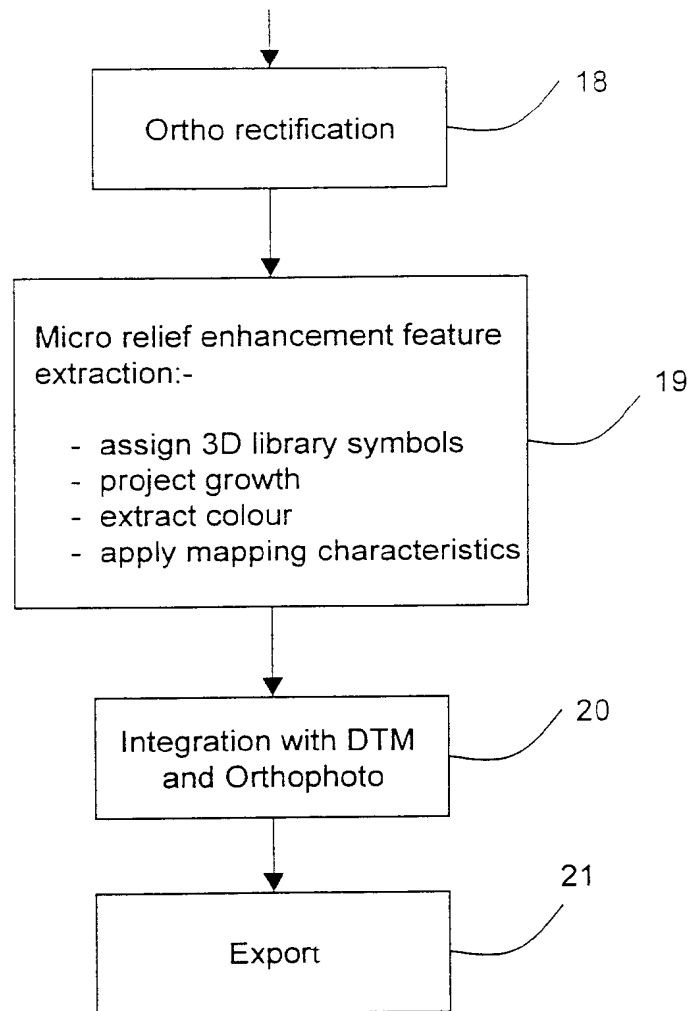 18
Ortho rectification
Micro relief enhancement feature
extraction:-
19
- assign 3D library symbols
- project growth
- extract colour
- apply mapping characteristics
20
Integration with DTM
and Orthophoto
21
Export